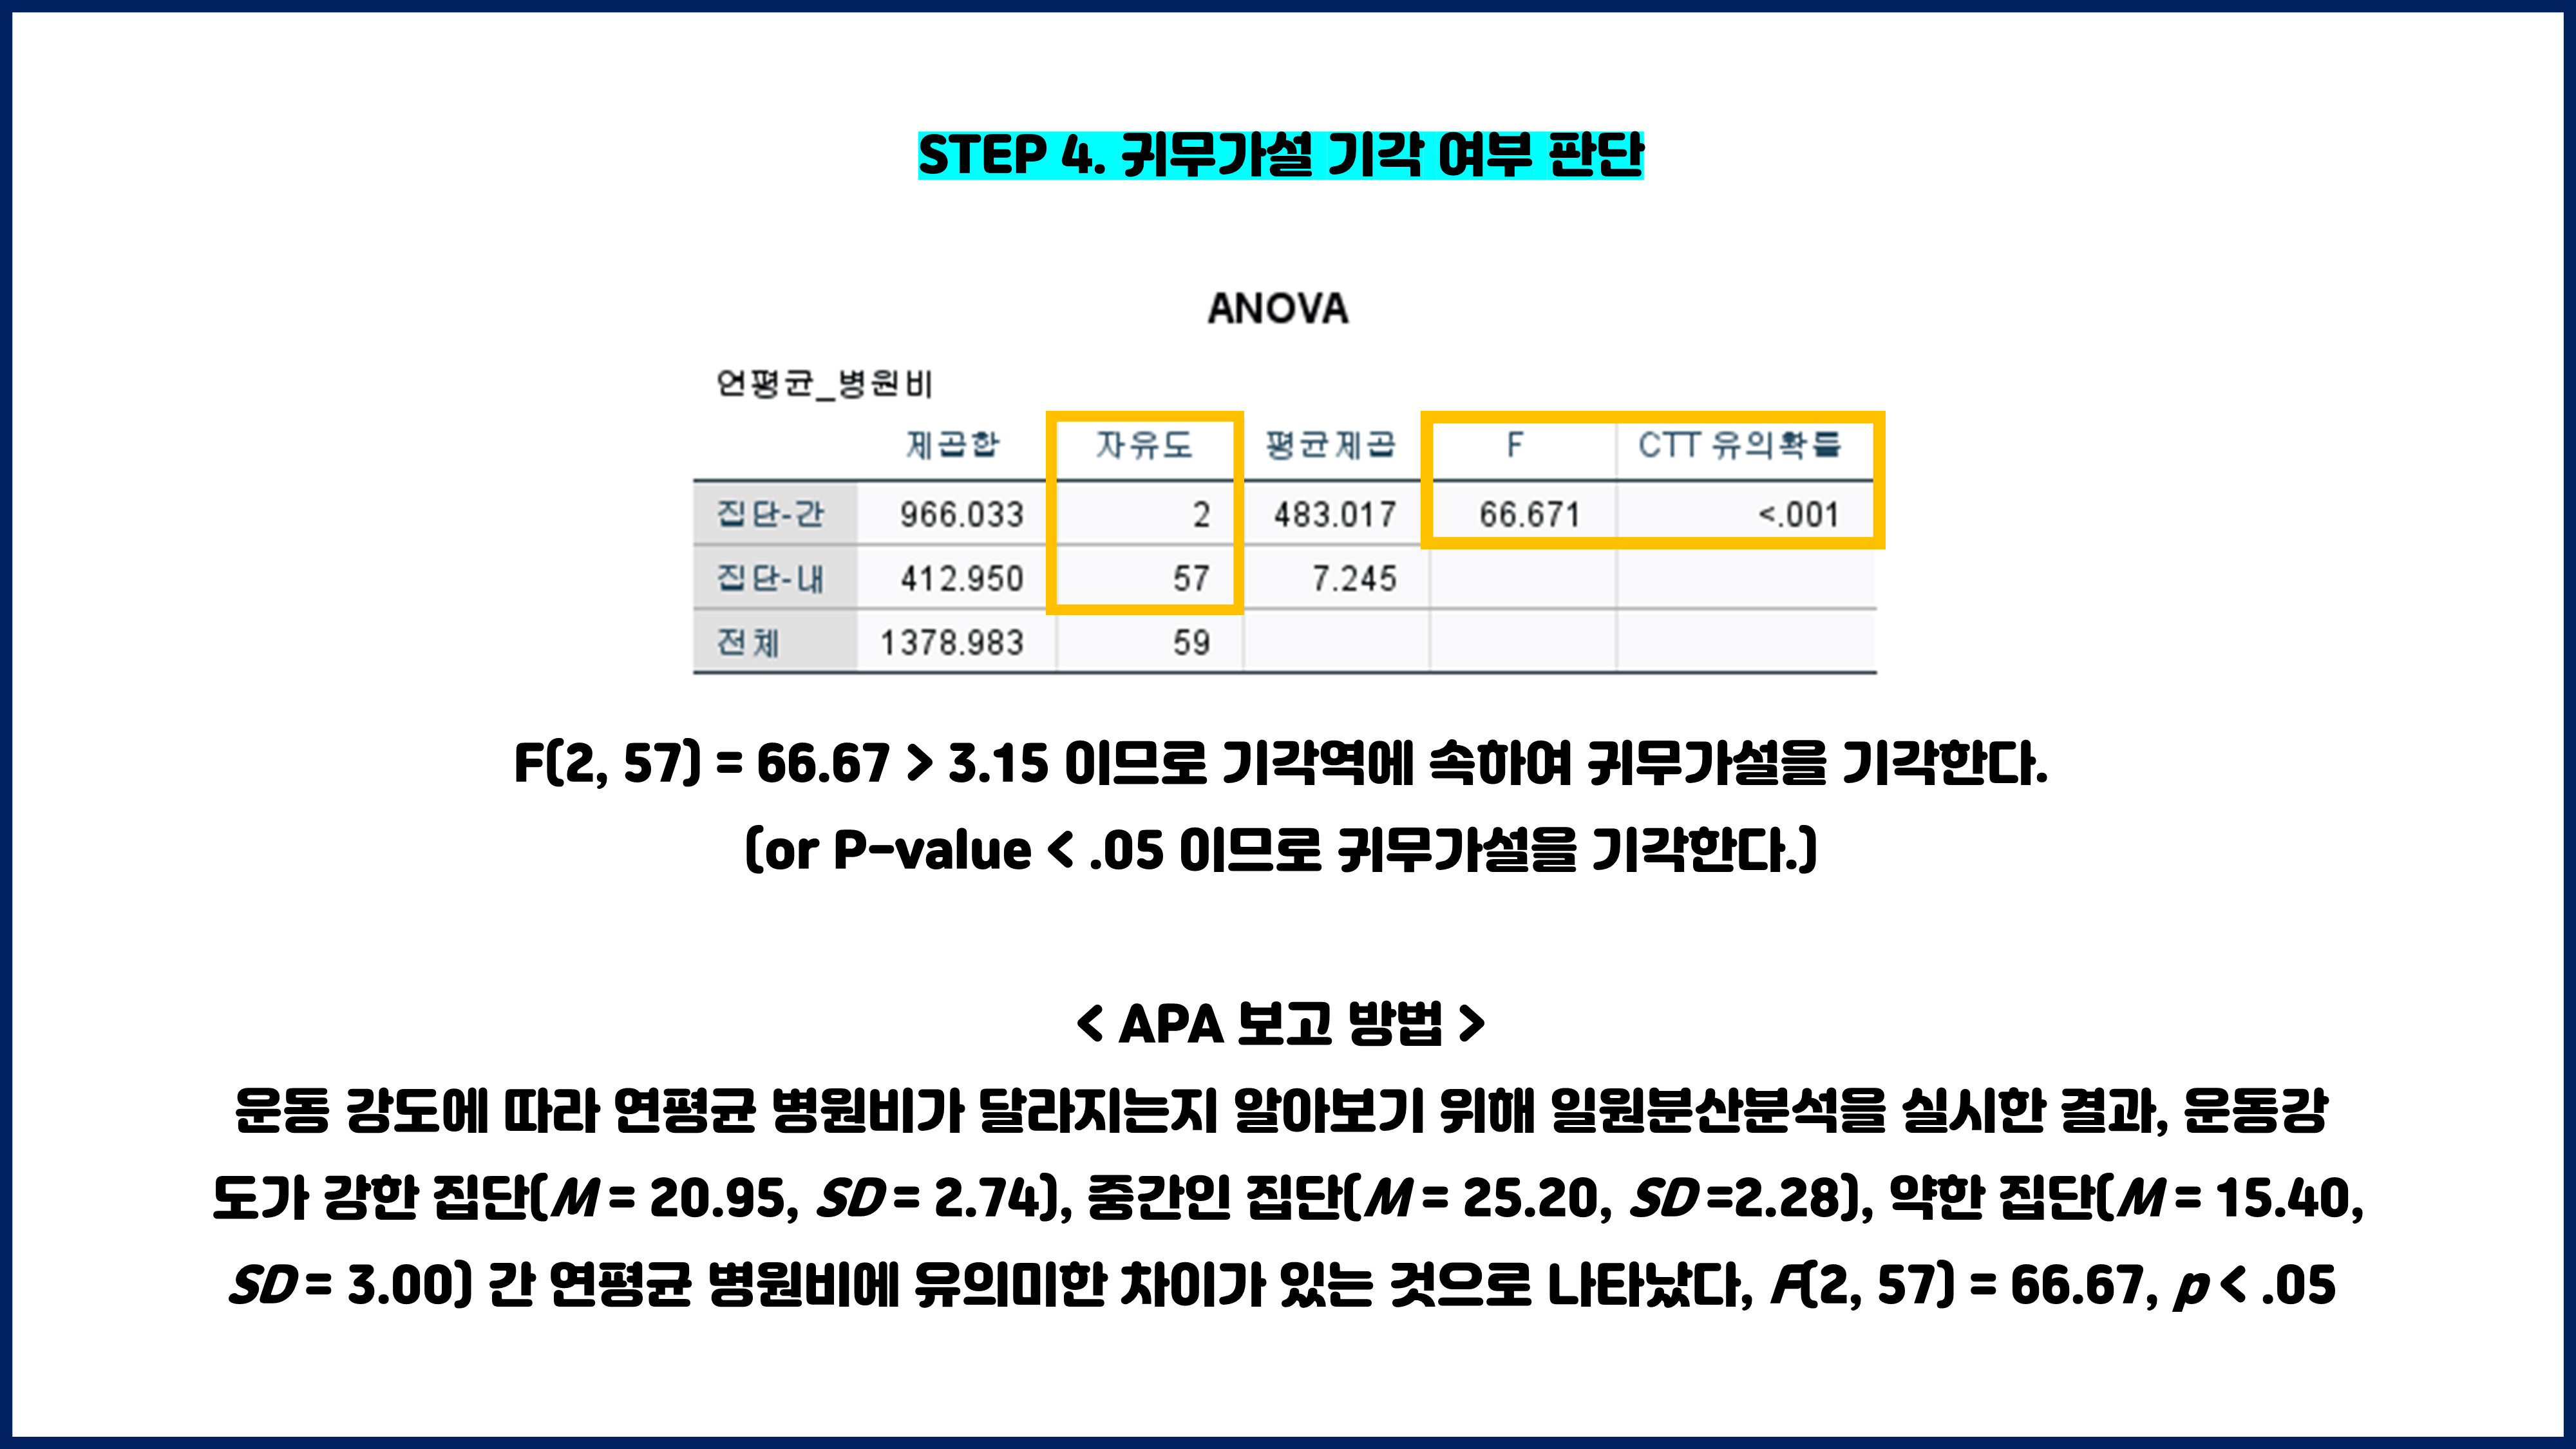 STEP 4. 귀무가설 기각 여부 판단
ANOVA
연평균_병원비
제곱합 자유도 평균제곱 F CTT 유의확률
집단-간 966.033 2 483.017 66.671 <.001
집단-내 412.950 57 7.245
전체 1378.983 59
F(2, 57) = 66.67 > 3.15 이므로 기각역에 속하여 귀무가설을 기각한다.
(or P-value < .05 이므로 귀무가설을 기각한다.)
< APA 보고 방법 >
운동 강도에 따라 연평균 병원비가 달라지는지 알아보기 위해 일원분산분석을 실시한 결과, 운동강
도가 강한 집단(M = 20.95, SD = 2.74), 중간인 집단(M = 25.20, SD =2.28), 약한 집단(M = 15.40,
SD = 3.00) 간 연평균 병원비에 유의미한 차이가 있는 것으로 나타났다, F(2, 57) = 66.67, p < .05